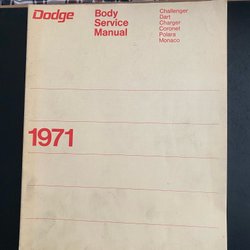 Dodge
Body
Service
Manual
Challenger
Dart
Charger
Coronet
Polara
Monaco
1971